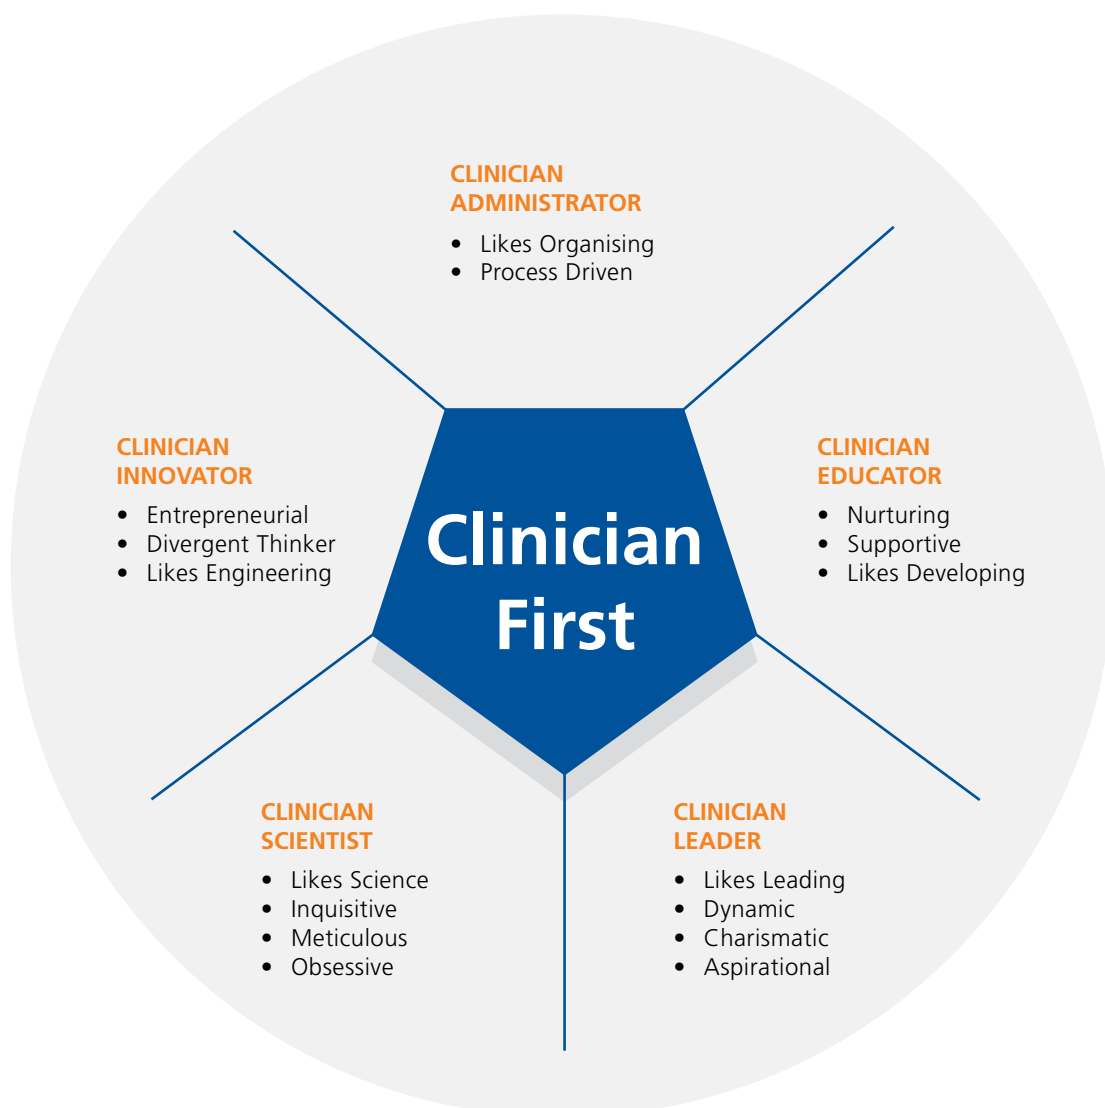 CLINICIAN
ADMINISTRATOR
• Likes Organising
• Process Driven
CLINICIAN
INNOVATOR
• Entrepreneurial
• Divergent Thinker
• Likes Engineering
Clinician
First
CLINICIAN
EDUCATOR
• Nurturing
• Supportive
• Likes Developing
CLINICIAN
SCIENTIST
• Likes Science
• Inquisitive
• Meticulous
• Obsessive
CLINICIAN
LEADER
• Likes Leading
• Dynamic
• Charismatic
• Aspirational